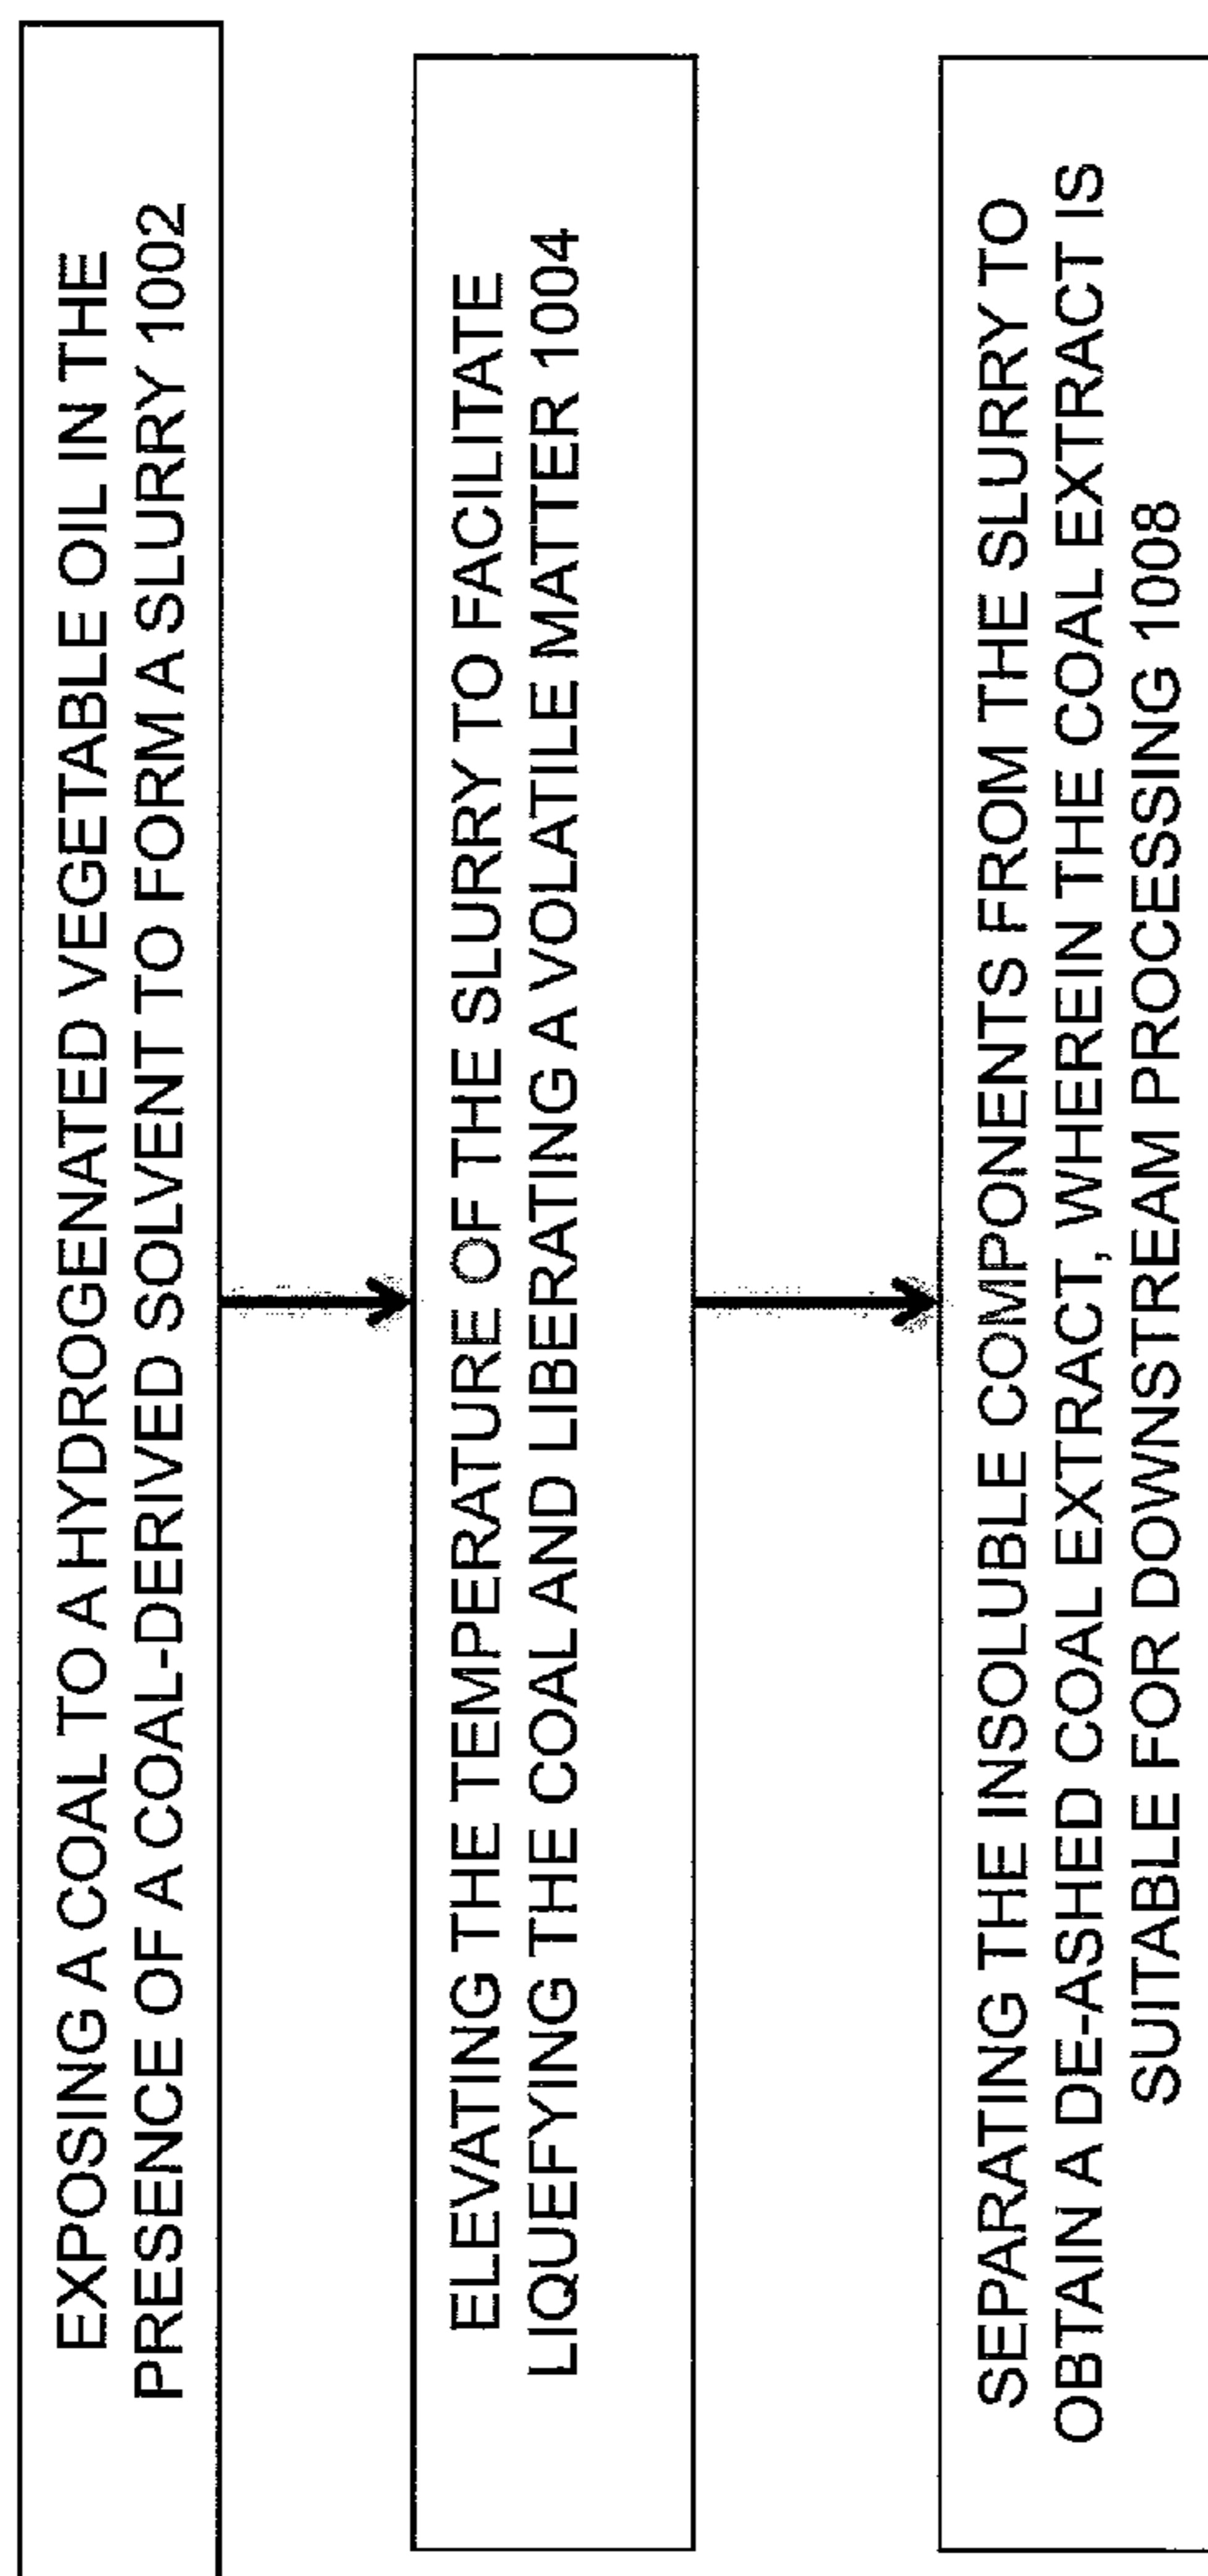 EXPOSING A COAL TO A HYDROGENATED VEGETABLE OIL IN THE
PRESENCE OF A COAL-DERIVED SOLVENT TO FORM A SLURRY 1002
ELEVATING THE TEMPERATURE OF THE SLURRY TO FACILITATE
LIQUEFYING THE COAL AND LIBERATING A VOLATILE MATTER 1004
SEPARATING THE INSOLUBLE COMPONENTS FROM THE SLURRY TO
OBTAIN A DE-ASHED COAL EXTRACT, WHEREIN THE COAL EXTRACT IS
SUITABLE FOR DOWNSTREAM PROCESSING 1008